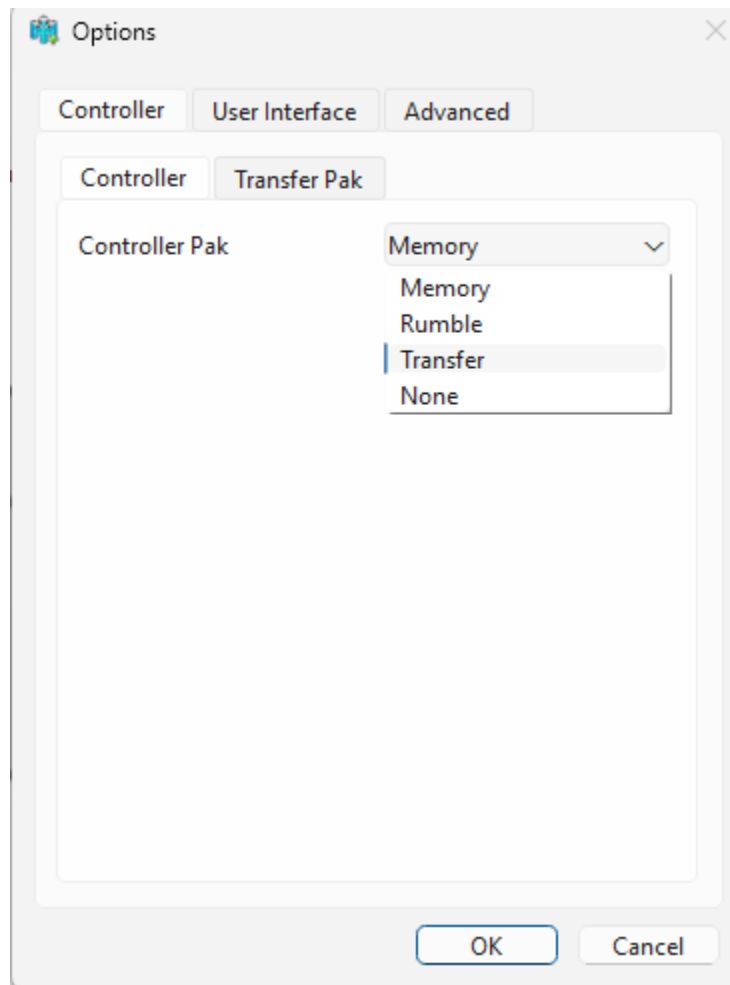 Options
Controller User Interface Advanced
Controller Transfer Pak
Controller Pak Memory
Memory
Rumble
Transfer
None
OK Cancel